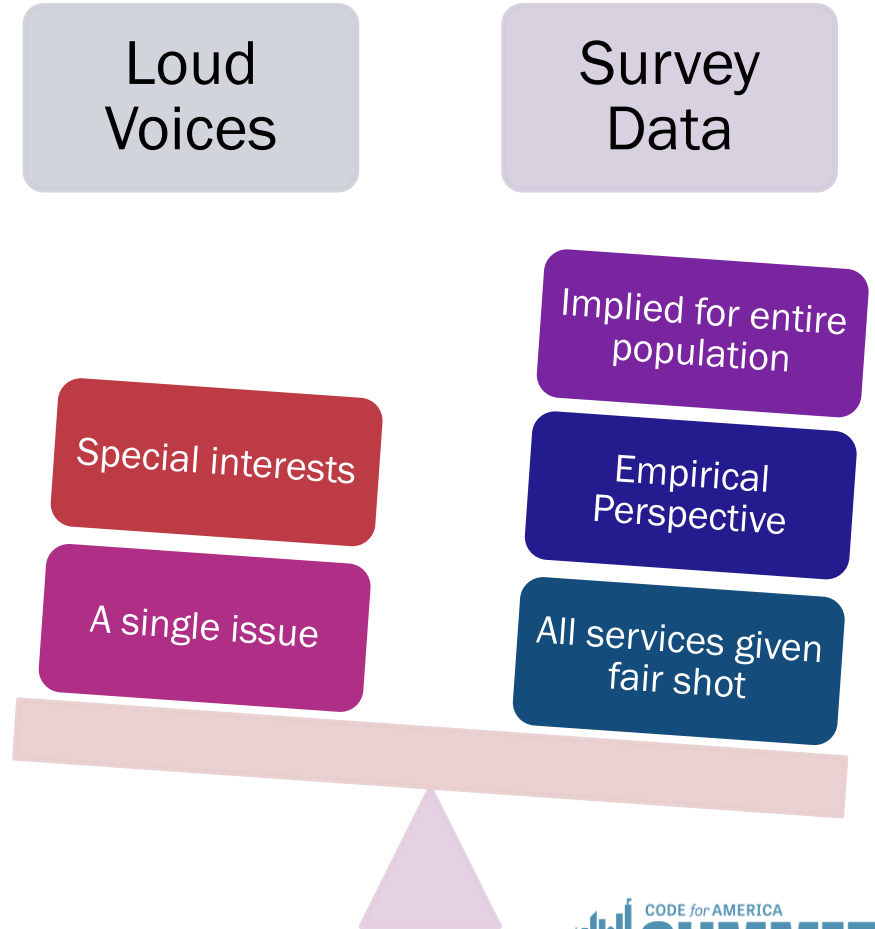 Loud
Voices
Survey
Data
Special interests
A single issue
Implied for entire
population
Empirical
Perspective
All services given
fair shot
CODE for AMERICA